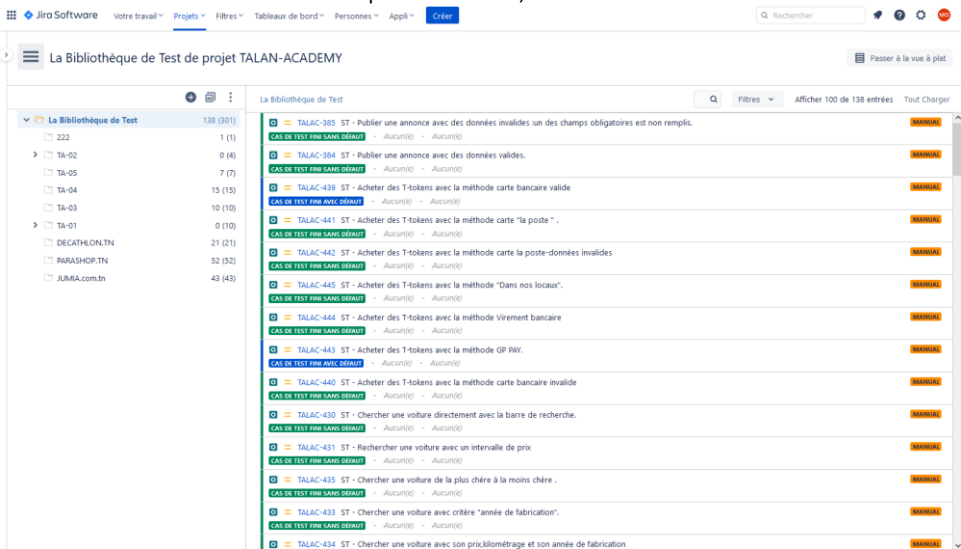 Jira Software Votre travail Projets Filtres Tableaux de bord Personnes Appli Créer Rechercher MO
La Bibliothèque de Test de projet TALAN-ACADEMY Passer à la vue à plat
La Bibliothèque de Test Filtres Afficher 100 de 138 entrées Tout Charger
La Bibliothèque de Test 138 (301)
222 1 (1)
TA-02 0 (4)
TA-05 7 (7)
TA-04 15 (15)
TA-03 10 (10)
TA-01 0 (10)
DECATHLON.TN 21 (21)
PARASHOP.TN 52 (52)
JUMIA.com.tn 43 (43)
TALAC-385 ST - Publier une annonce avec des données invalides :un des champs obligatoires est non remplis. MANUAL
CAS DE TEST FINI SANS DÉFAUT - Aucun(e) - Aucun(e)
TALAC-384 ST - Publier une annonce avec des données valides. MANUAL
CAS DE TEST FINI SANS DÉFAUT - Aucun(e) - Aucun(e)
TALAC-439 ST - Acheter des T-tokens avec la méthode carte bancaire valide MANUAL
CAS DE TEST FINI AVEC DÉFAUT - Aucun(e) - Aucun(e)
TALAC-441 ST - Acheter des T-tokens avec la méthode carte "la poste " . MANUAL
CAS DE TEST FINI SANS DÉFAUT - Aucun(e) - Aucun(e)
TALAC-442 ST - Acheter des T-tokens avec la méthode carte la poste-données invalides MANUAL
CAS DE TEST FINI SANS DÉFAUT - Aucun(e) - Aucun(e)
TALAC-445 ST - Acheter des T-tokens avec la méthode "Dans nos locaux". MANUAL
CAS DE TEST FINI SANS DÉFAUT - Aucun(e) - Aucun(e)
TALAC-444 ST - Acheter des T-tokens avec la méthode Virement bancaire MANUAL
CAS DE TEST FINI SANS DÉFAUT - Aucun(e) - Aucun(e)
TALAC-443 ST - Acheter des T-tokens avec la méthode GP PAY. MANUAL
CAS DE TEST FINI AVEC DÉFAUT - Aucun(e) - Aucun(e)
TALAC-440 ST - Acheter des T-tokens avec la méthode carte bancaire invalide MANUAL
CAS DE TEST FINI SANS DÉFAUT - Aucun(e) - Aucun(e)
TALAC-430 ST - Chercher une voiture directement avec la barre de recherche. MANUAL
CAS DE TEST FINI SANS DÉFAUT - Aucun(e) - Aucun(e)
TALAC-431 ST - Rechercher une voiture avec un intervalle de prix MANUAL
CAS DE TEST FINI SANS DÉFAUT - Aucun(e) - Aucun(e)
TALAC-435 ST - Chercher une voiture de la plus chère à la moins chère . MANUAL
CAS DE TEST FINI SANS DÉFAUT - Aucun(e) - Aucun(e)
TALAC-433 ST - Chercher une voiture avec critère "année de fabrication". MANUAL
CAS DE TEST FINI SANS DÉFAUT - Aucun(e) - Aucun(e)
TALAC-434 ST - Chercher une voiture avec son prix,kilométrage et son année de fabrication MANUAL